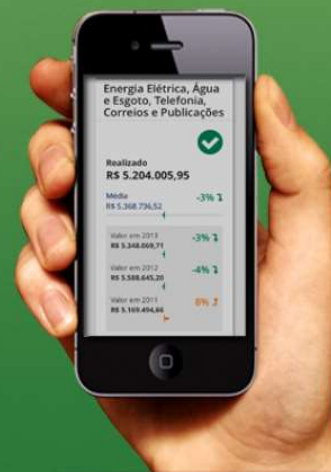 Energia Elétrica, Água
e Esgoto, Telefonia,
Correios e Publicações
Realizado
R$ 5.204.005,95
Média
R$ 5.368.736,52
-3%
Valor em 2013
R$ 5.348.069,71
-3%
Valor em 2012
R$ 5.588.645,20
-4%
Valor em 2011
R$ 5.169.494,66
6%